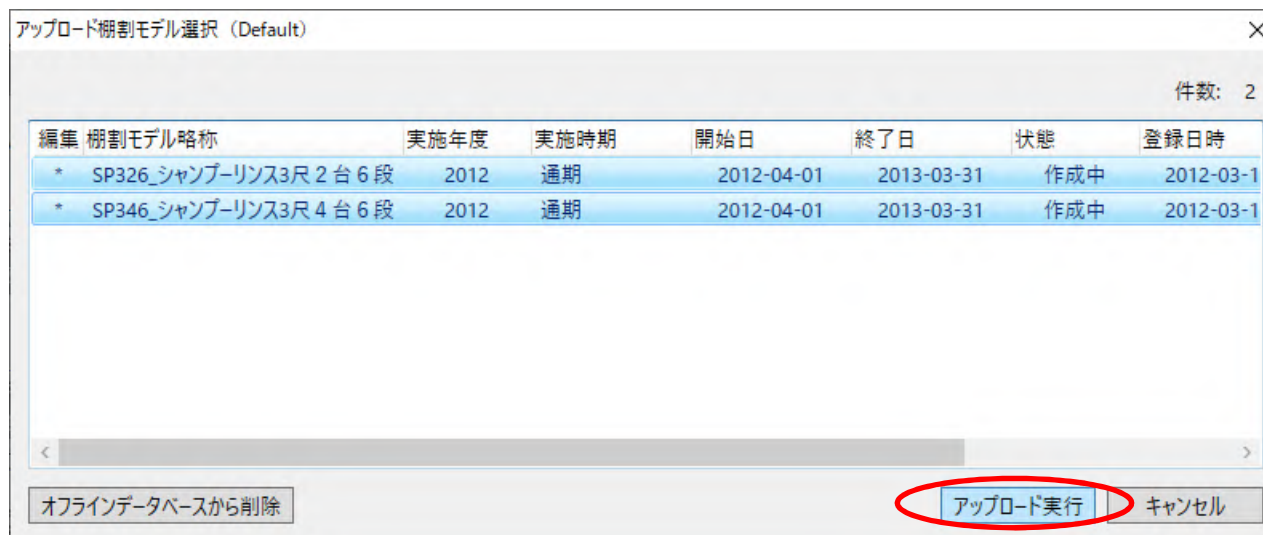 アップロード棚割モデル選択（Default）
件数: 2
編集 棚割モデル略称 実施年度 実施時期 開始日 終了日 状態 登録日時
* SP326_シャンプーリンス3尺２台６段 2012 通期 2012-04-01 2013-03-31 作成中 2012-03-1
* SP346_シャンプーリンス3尺４台６段 2012 通期 2012-04-01 2013-03-31 作成中 2012-03-1
オフラインデータベースから削除 アップロード実行 キャンセル